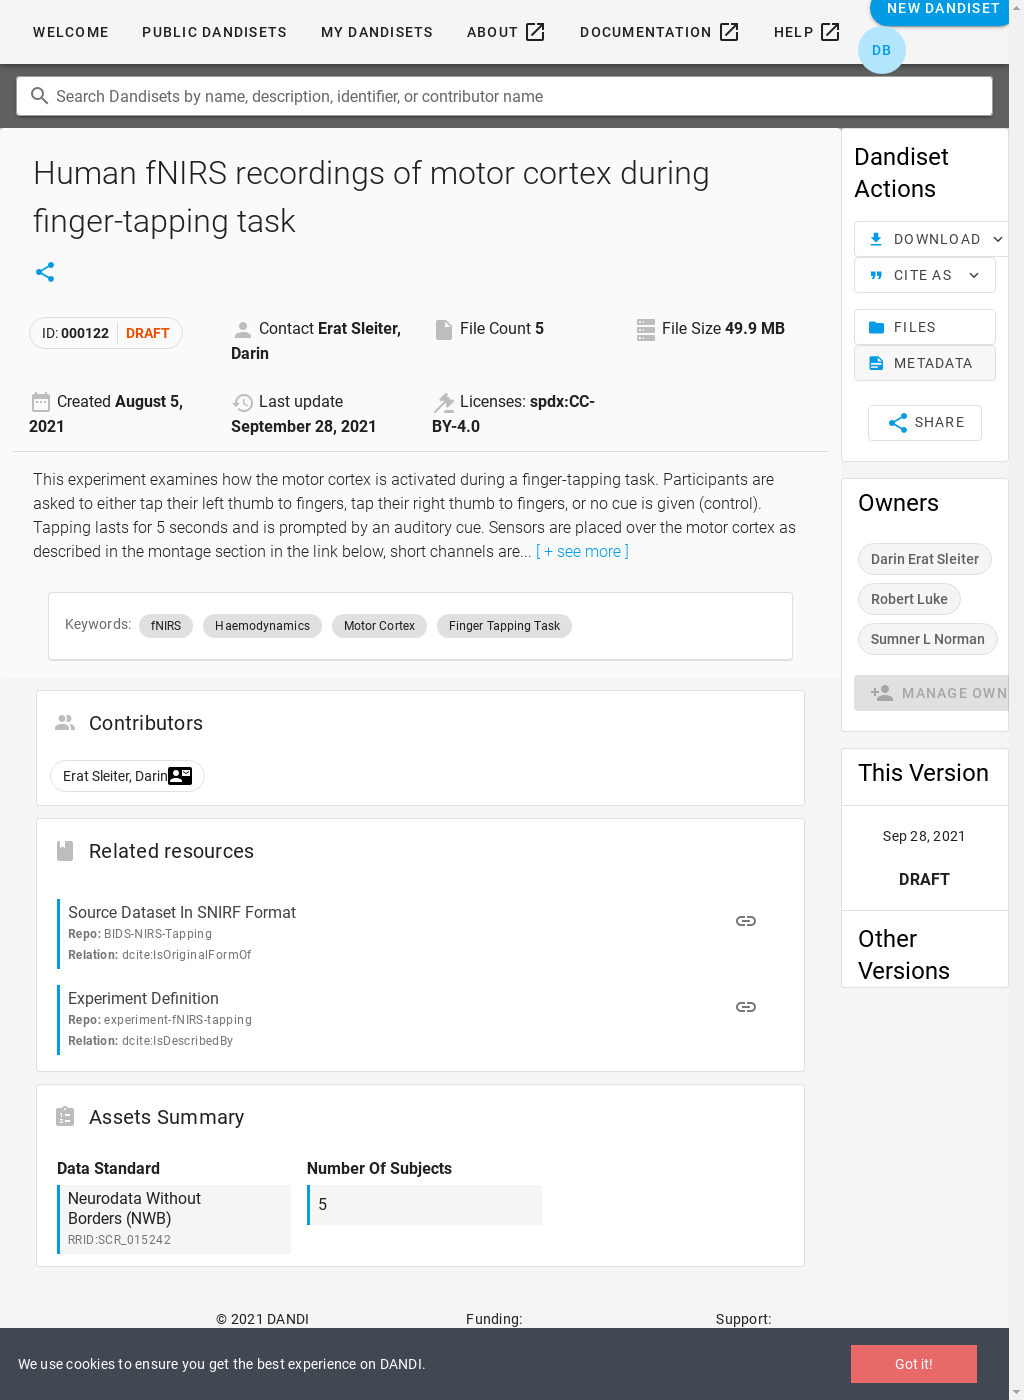 NEW DANDISET
WELCOME
PUBLIC DANDISETS
MY DANDISETS
ABOUT
DOCUMENTATION
HELP
DB
Search Dandisets by name, description, identifier, or contributor name
Human fNIRS recordings of motor cortex during
finger-tapping task
ID: 000122 DRAFT
Contact Erat Sleiter,
Darin
File Count 5
File Size 49.9 MB
Created August 5,
2021
Last update
September 28, 2021
Licenses: spdx:CC-
BY-4.0
This experiment examines how the motor cortex is activated during a finger-tapping task. Participants are
asked to either tap their left thumb to fingers, tap their right thumb to fingers, or no cue is given (control).
Tapping lasts for 5 seconds and is prompted by an auditory cue. Sensors are placed over the motor cortex as
described in the montage section in the link below, short channels are... [ + see more ]
Keywords: fNIRS Haemodynamics Motor Cortex Finger Tapping Task
Contributors
Erat Sleiter, Darin
Related resources
Source Dataset In SNIRF Format
Repo: BIDS-NIRS-Tapping
Relation: dcite:IsOriginalFormOf
Experiment Definition
Repo: experiment-fNIRS-tapping
Relation: dcite:IsDescribedBy
Assets Summary
Data Standard
Neurodata Without
Borders (NWB)
RRID:SCR_015242
Number Of Subjects
5
Dandiset
Actions
DOWNLOAD
CITE AS
FILES
METADATA
SHARE
Owners
Darin Erat Sleiter
Robert Luke
Sumner L Norman
MANAGE OWN
This Version
Sep 28, 2021
DRAFT
Other
Versions
© 2021 DANDI
Funding:
Support:
We use cookies to ensure you get the best experience on DANDI.
Got it!